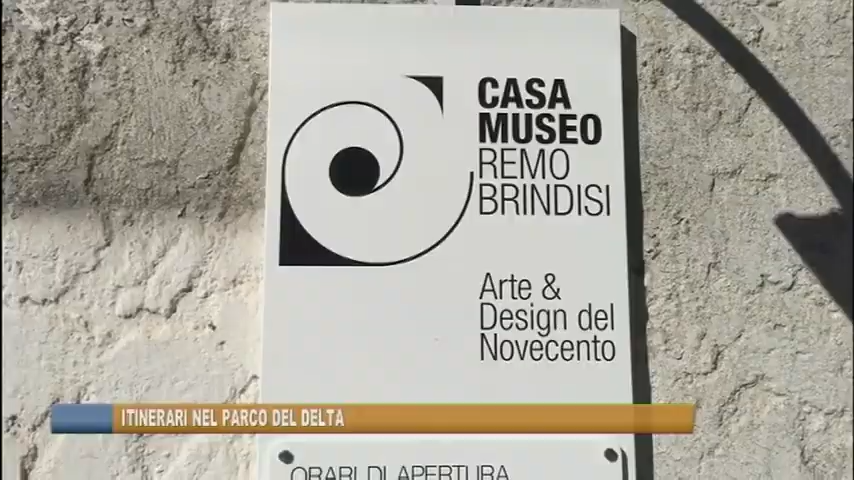 CASA
MUSEO
REMO
BRINDISI
Arte &
Design del
Novecento
ITINERARI NEL PARCO DEL DELTA
ORARI DI APERTURA